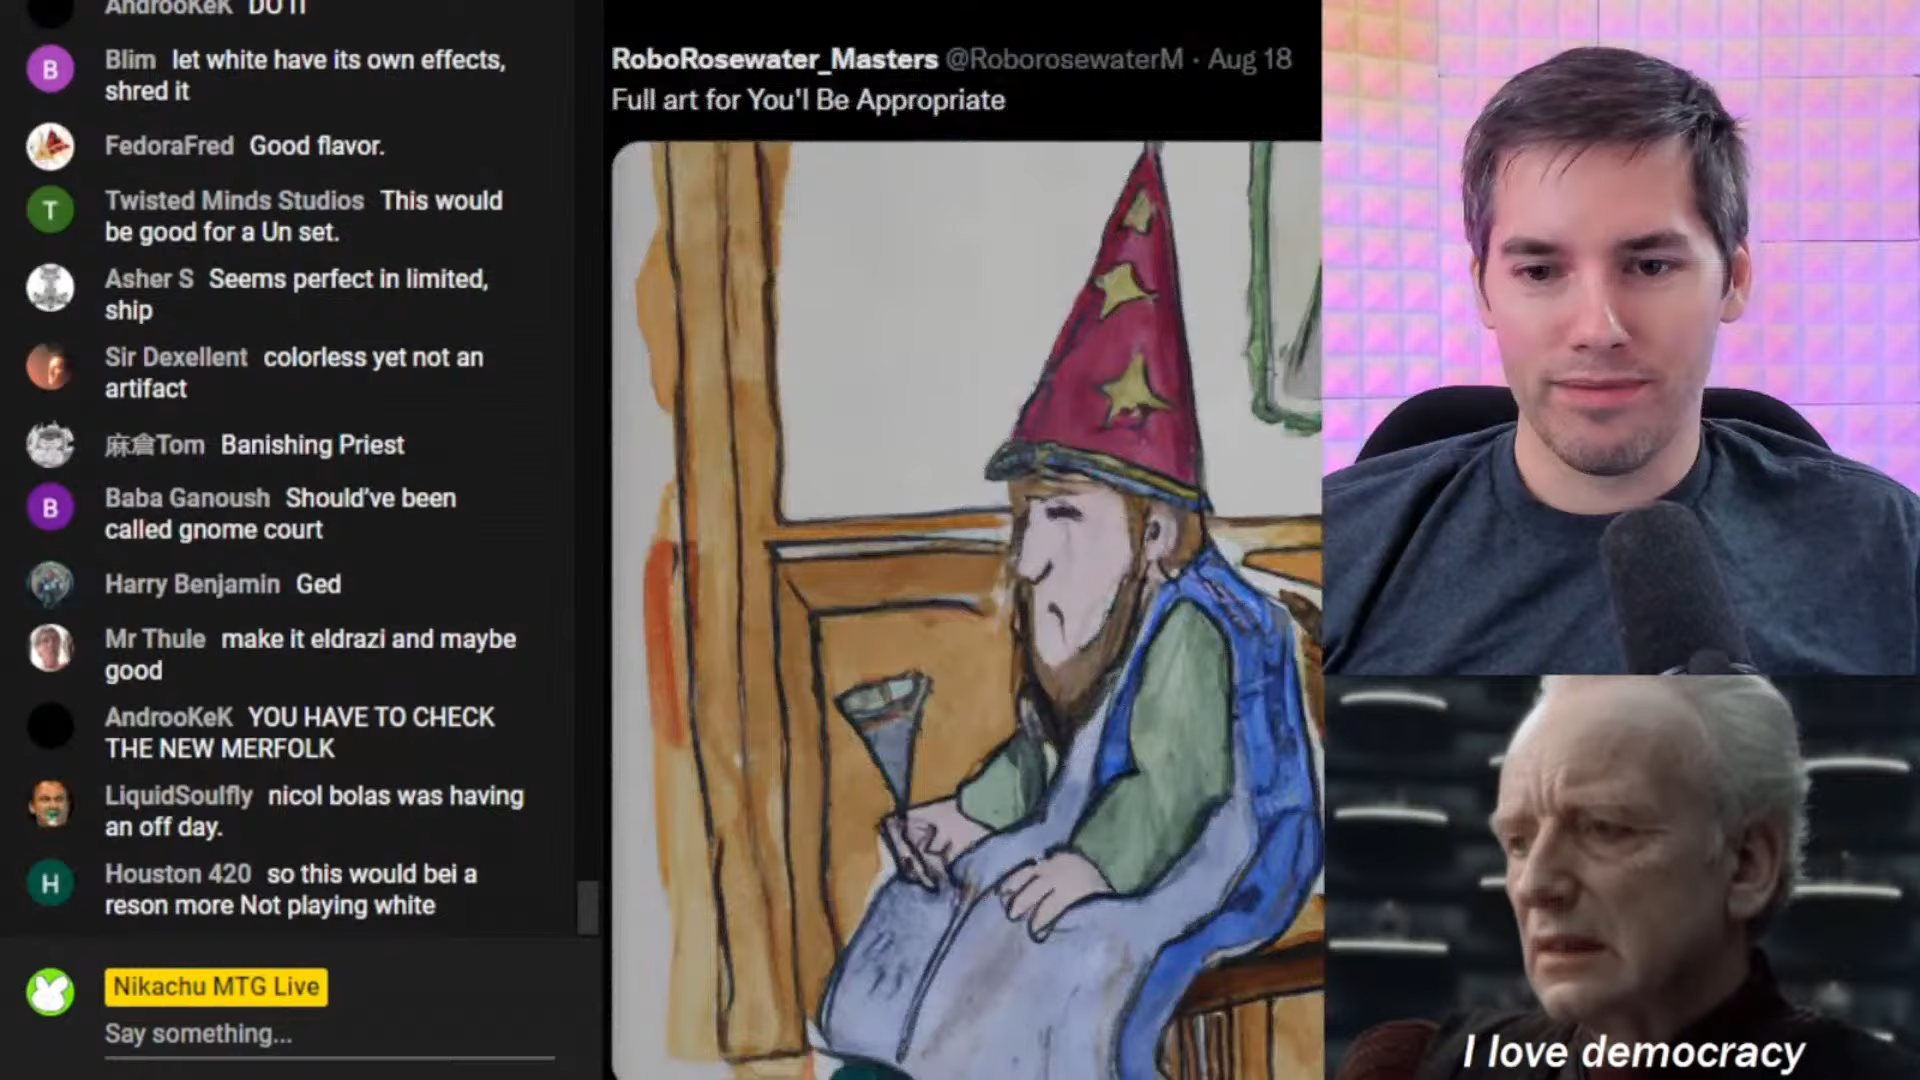 AndrooKeK DO IT
Blim let white have its own effects,
shred it
FedoraFred Good flavor.
Twisted Minds Studios This would
be good for a Un set.
Asher S Seems perfect in limited,
ship
Sir Dexellent colorless yet not an
artifact
麻倉Tom Banishing Priest
Baba Ganoush Should've been
called gnome court
Harry Benjamin Ged
Mr Thule make it eldrazi and maybe
good
AndrooKeK YOU HAVE TO CHECK
THE NEW MERFOLK
LiquidSoulfly nicol bolas was having
an off day.
Houston 420 so this would bei a
reson more Not playing white
Nikachu MTG Live
Say something...
RoboRosewater_Masters @RoborosewaterM · Aug 18
Full art for You'l Be Appropriate
I love democracy
B
T
B
H